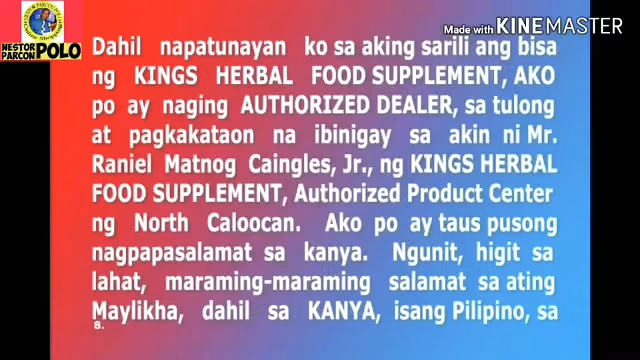 NESTOR
PARCON POLO
Made with KINEMASTER
Dahil napatunayan ko sa aking sarili ang bisa
ng KINGS HERBAL FOOD SUPPLEMENT, AKO
po ay naging AUTHORIZED DEALER, sa tulong
at pagkakataon na ibinigay sa akin ni Mr.
Raniel Matnog Caingles, Jr., ng KINGS HERBAL
FOOD SUPPLEMENT, Authorized Product Center
ng North Caloocan. Ako po ay taus pusong
nagpapasalamat sa kanya. Ngunit, higit sa
lahat, maraming-maraming salamat sa ating
Maylikha, dahil sa KANYA, isang Pilipino, sa
8.